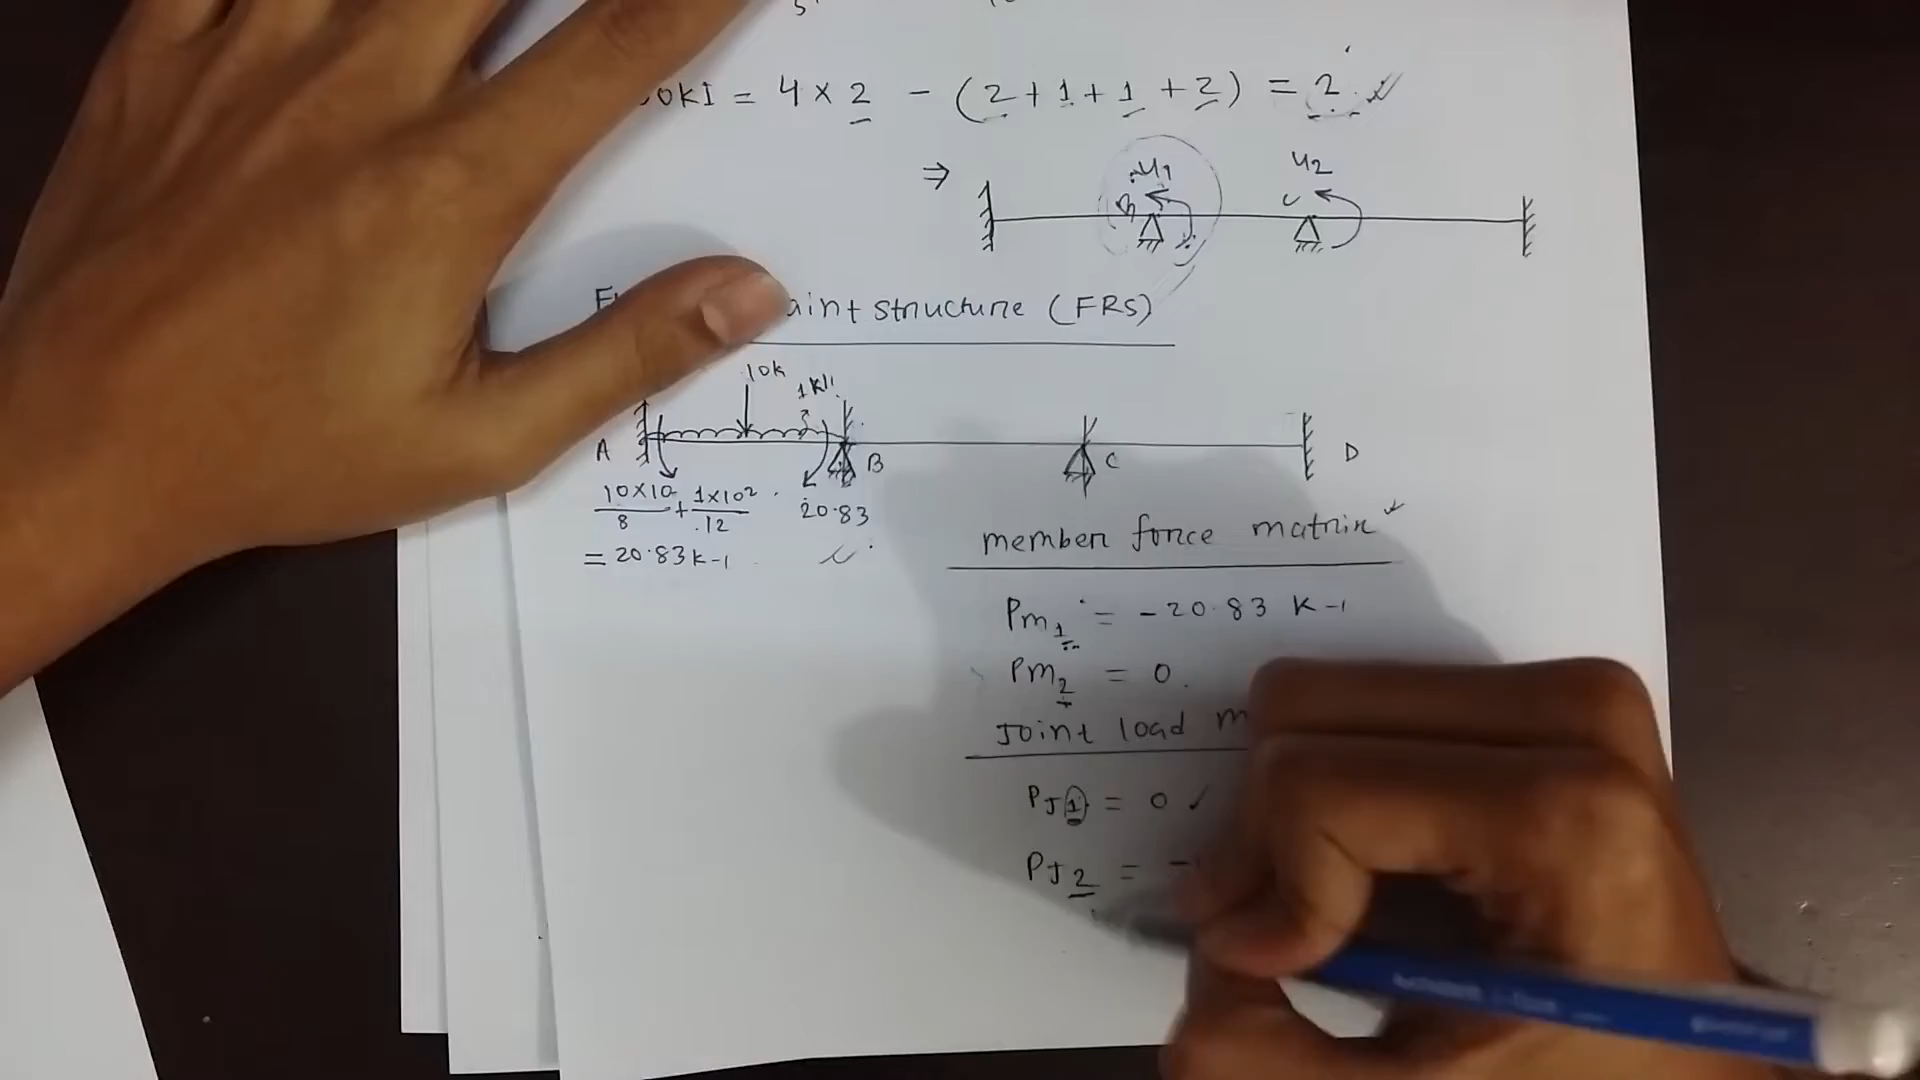 OKI = 4 × 2 - (2 + 1 + 1 + 2) = 2
⇒
U1 U2
B C
aint structure (FRS)
10k 1k/'
A B C D
10×10/8 + 1×10²/12 20.83
= 20.83 k-1
member force matrix
Pm1 = -20.83 k-1
Pm2 = 0
Joint load m
PJ1 = 0 ✓
PJ2 = -